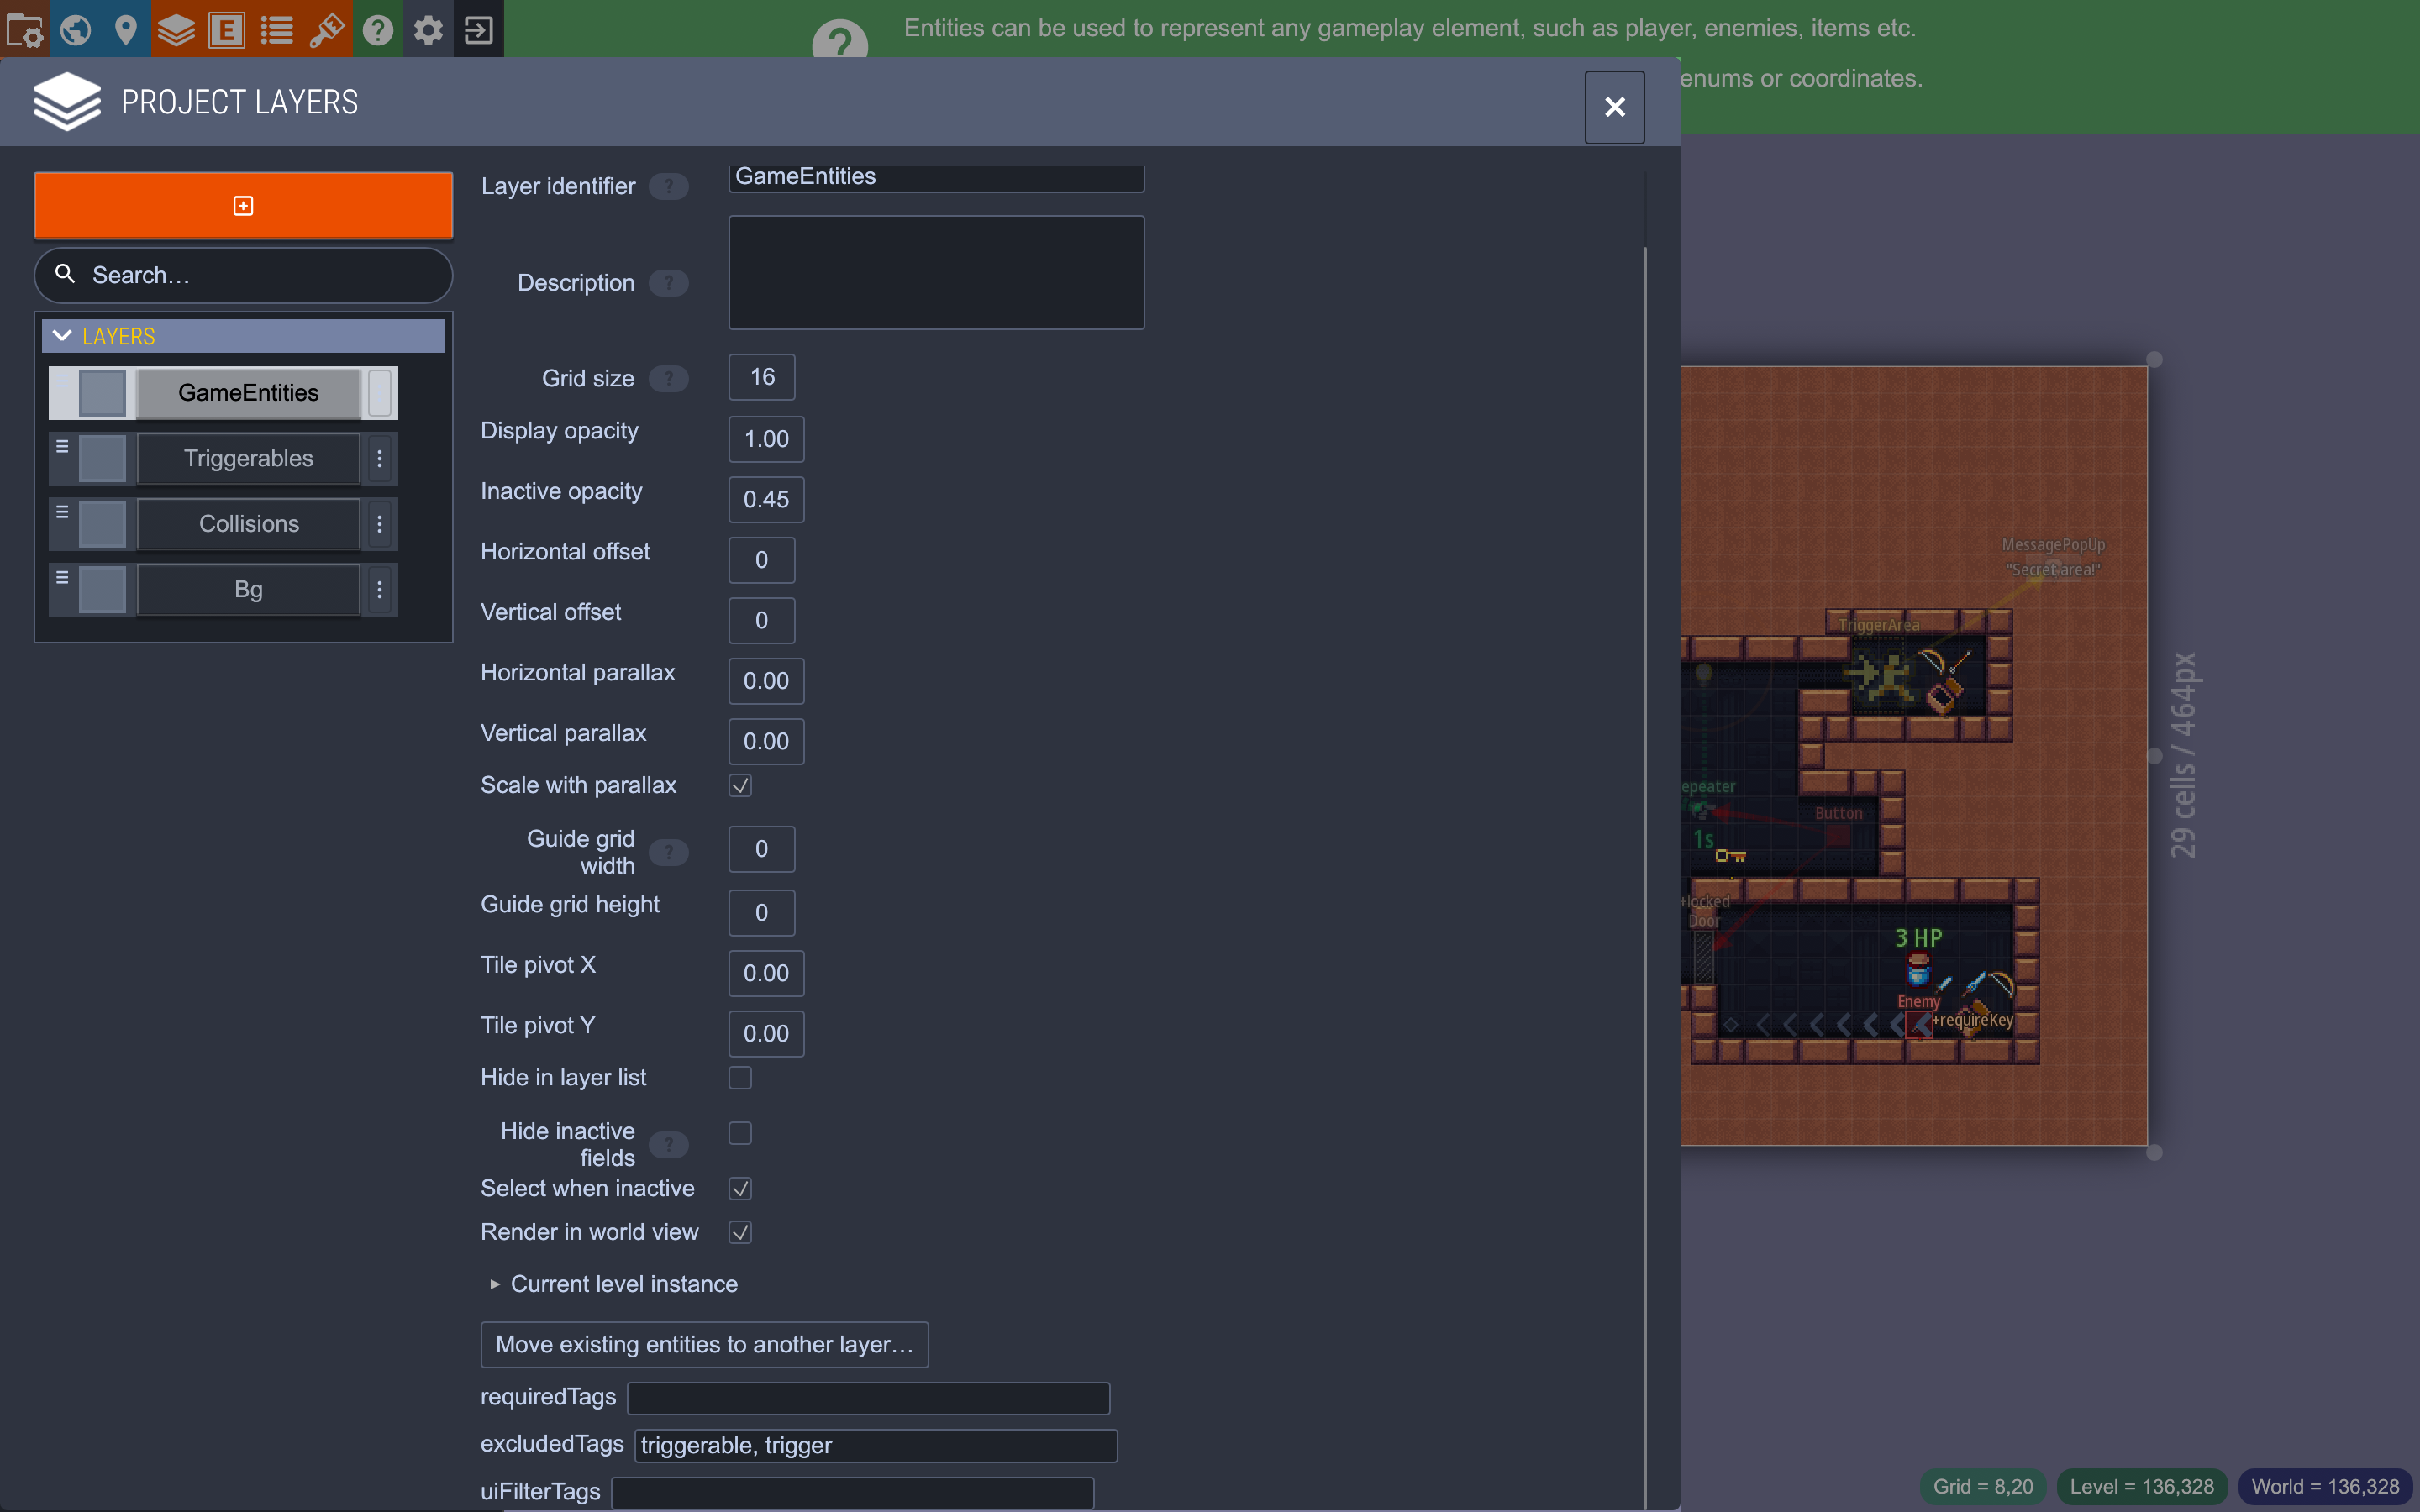 Entities can be used to represent any gameplay element, such as player, enemies, items etc.
enums or coordinates.
PROJECT LAYERS
Search...
LAYERS
GameEntities
Triggerables
Collisions
Bg
Layer identifier ? GameEntities
Description ?
Grid size ? 16
Display opacity 1.00
Inactive opacity 0.45
Horizontal offset 0
Vertical offset 0
Horizontal parallax 0.00
Vertical parallax 0.00
Scale with parallax
Guide grid
width ? 0
Guide grid height 0
Tile pivot X 0.00
Tile pivot Y 0.00
Hide in layer list
Hide inactive
fields ?
Select when inactive
Render in world view
Current level instance
Move existing entities to another layer...
requiredTags
excludedTags triggerable, trigger
uiFilterTags
MessagePopUp
"Secret area!"
TriggerArea
epeater
1s
Button
+locked
Door
3 HP
Enemy
+requireKey
29 cells / 464px
Grid = 8,20
Level = 136,328
World = 136,328